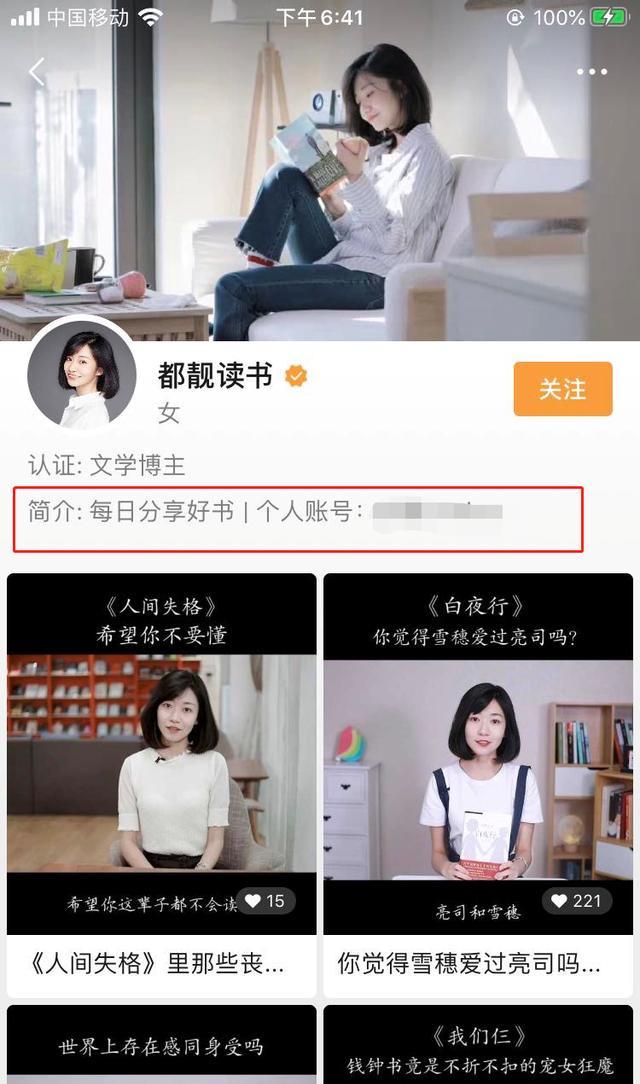 中国移动
下午6:41
100%
都靓读书
女
关注
认证: 文学博主
简介: 每日分享好书 | 个人账号:
《人间失格》
希望你不要懂
希望你这辈子都不会读
15
《人间失格》里那些丧...
《白夜行》
你觉得雪穗爱过亮司吗?
白夜行
亮司和雪穗
221
你觉得雪穗爱过亮司吗...
世界上存在感同身受吗
《我们仨》
钱钟书竟是不折不扣的宠女狂魔